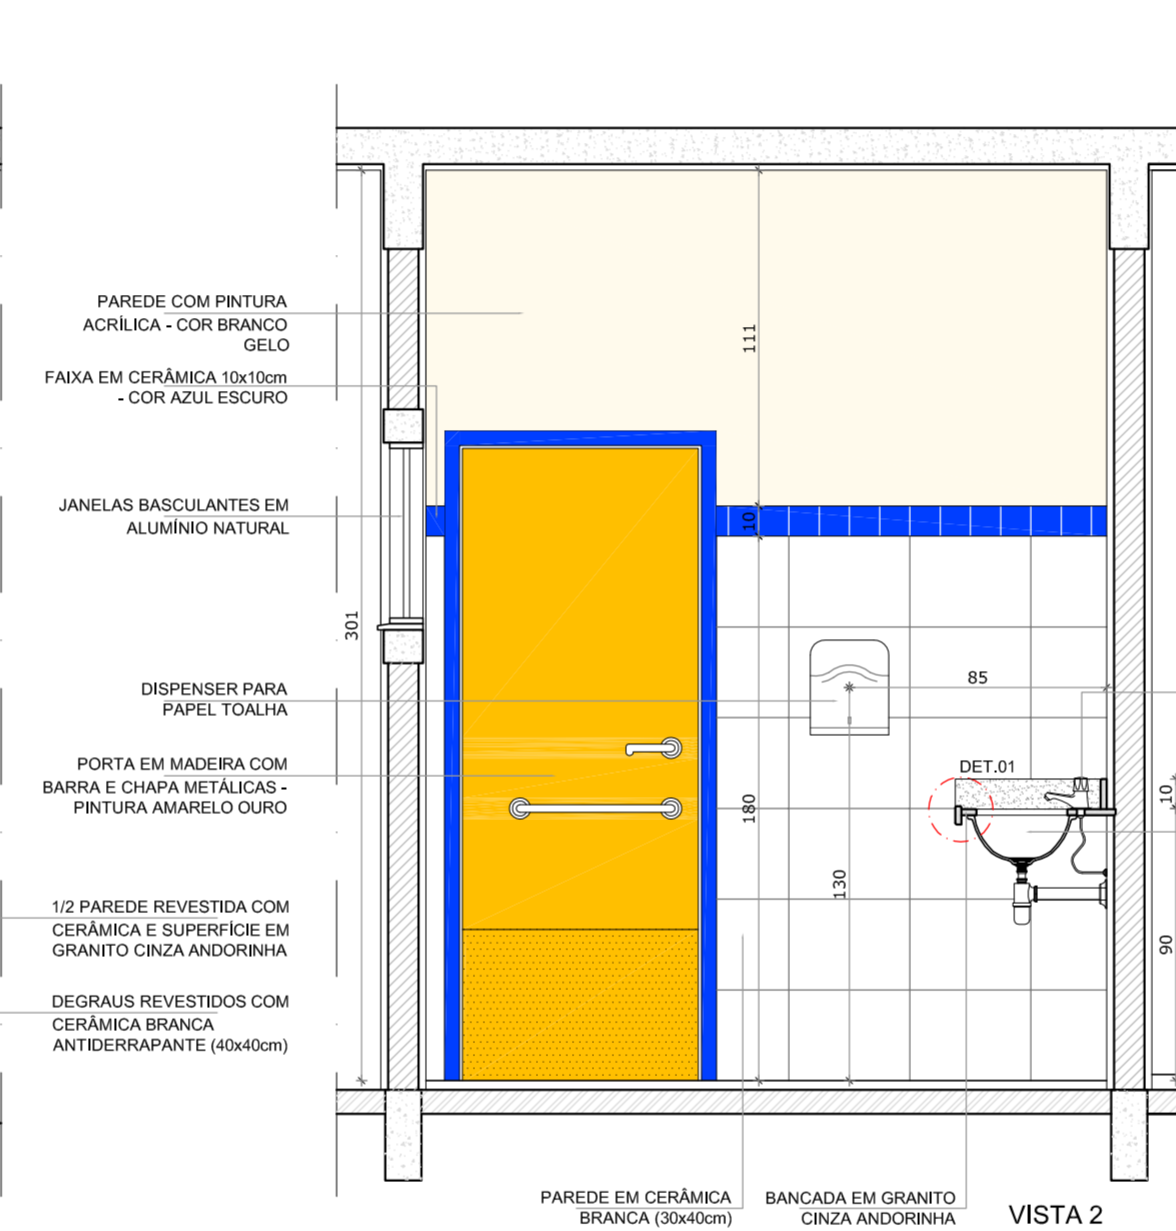 PAREDE COM PINTURA
ACRÍLICA - COR BRANCO
GELO
FAIXA EM CERÂMICA 10x10cm
- COR AZUL ESCURO
JANELAS BASCULANTES EM
ALUMÍNIO NATURAL
DISPENSER PARA
PAPEL TOALHA
PORTA EM MADEIRA COM
BARRA E CHAPA METÁLICAS -
PINTURA AMARELO OURO
1/2 PAREDE REVESTIDA COM
CERÂMICA E SUPERFÍCIE EM
GRANITO CINZA ANDORINHA
DEGRAUS REVESTIDOS COM
CERÂMICA BRANCA
ANTIDERRAPANTE (40x40cm)
301
111
10
180
130
85
DET.01
10
90
PAREDE EM CERÂMICA
BRANCA (30x40cm)
BANCADA EM GRANITO
CINZA ANDORINHA
VISTA 2